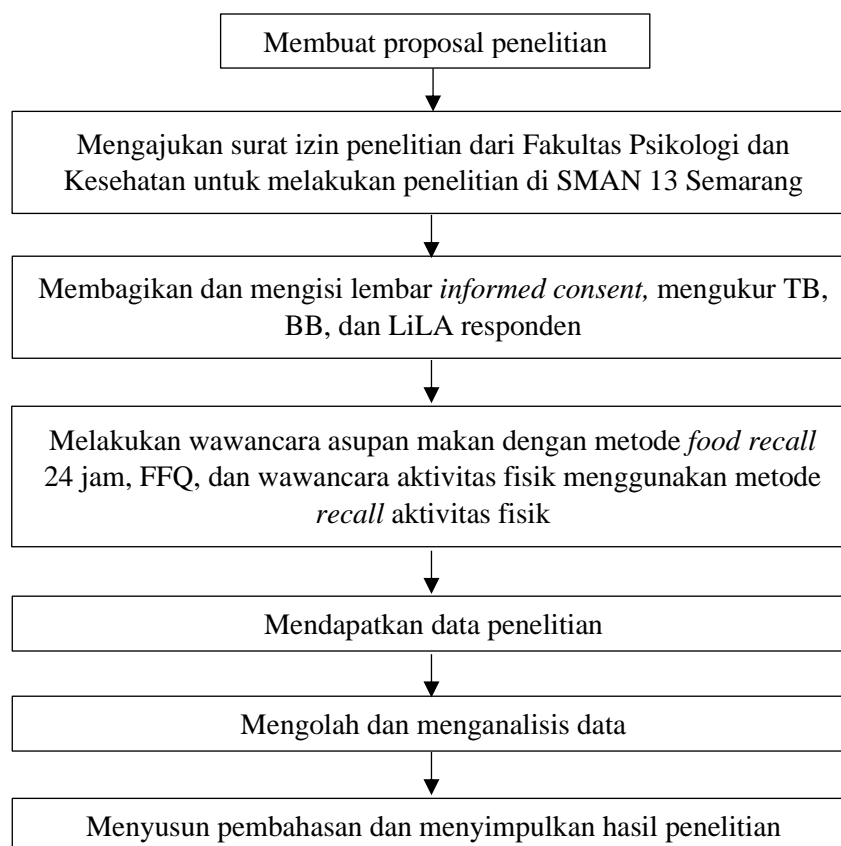 Membuat proposal penelitian
Mengajukan surat izin penelitian dari Fakultas Psikologi dan
Kesehatan untuk melakukan penelitian di SMAN 13 Semarang
Membagikan dan mengisi lembar informed consent, mengukur TB,
BB, dan LiLA responden
Melakukan wawancara asupan makan dengan metode food recall
24 jam, FFQ, dan wawancara aktivitas fisik menggunakan metode
recall aktivitas fisik
Mendapatkan data penelitian
Mengolah dan menganalisis data
Menyusun pembahasan dan menyimpulkan hasil penelitian